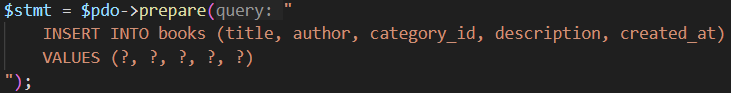 $stmt = $pdo->prepare(query: "
    INSERT INTO books (title, author, category_id, description, created_at)
    VALUES (?, ?, ?, ?, ?)
");